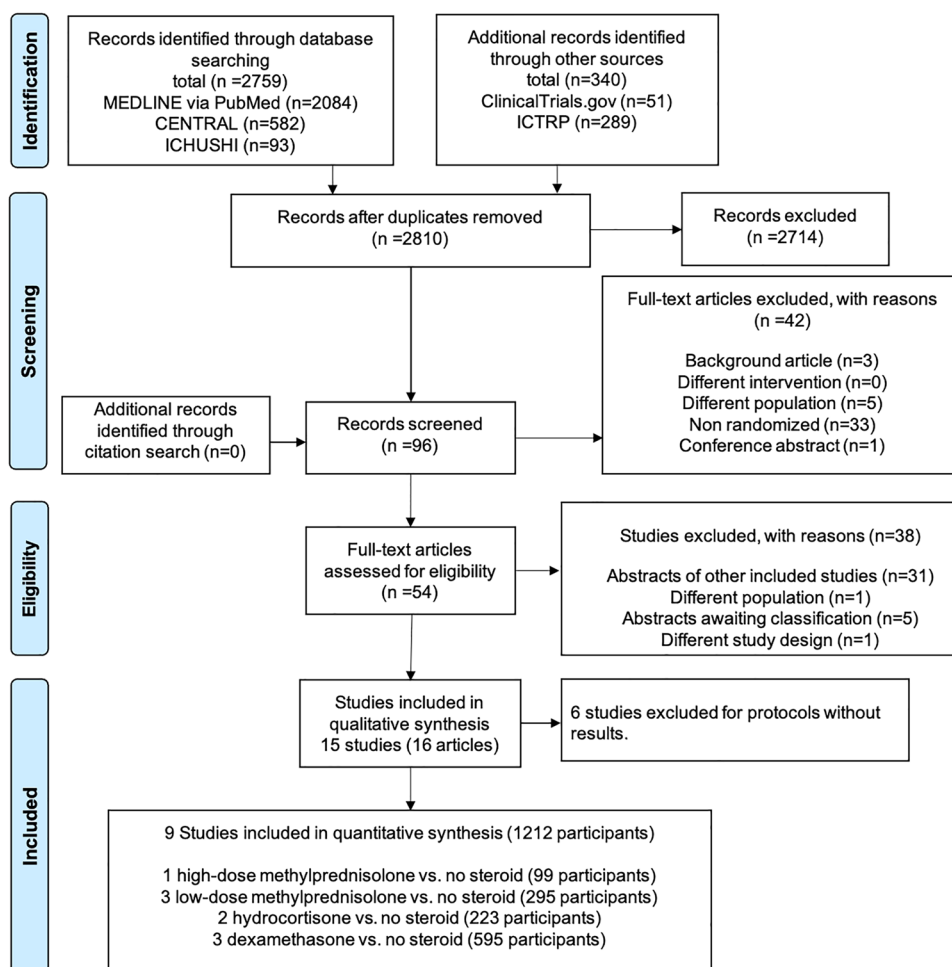 Identification
Records identified through database
searching
total (n =2759)
MEDLINE via PubMed (n=2084)
CENTRAL (n=582)
ICHUSHI (n=93)
Additional records identified
through other sources
total (n=340)
ClinicalTrials.gov (n=51)
ICTRP (n=289)
Screening
Records after duplicates removed
(n =2810)
Records excluded
(n =2714)
Full-text articles excluded, with reasons
(n =42)
Background article (n=3)
Different intervention (n=0)
Different population (n=5)
Non randomized (n=33)
Conference abstract (n=1)
Additional records
identified through
citation search (n=0)
Records screened
(n =96)
Eligibility
Full-text articles
assessed for eligibility
(n =54)
Studies excluded, with reasons (n=38)
Abstracts of other included studies (n=31)
Different population (n=1)
Abstracts awaiting classification (n=5)
Different study design (n=1)
Included
Studies included in
qualitative synthesis
15 studies (16 articles)
6 studies excluded for protocols without
results.
9 Studies included in quantitative synthesis (1212 participants)
1 high-dose methylprednisolone vs. no steroid (99 participants)
3 low-dose methylprednisolone vs. no steroid (295 participants)
2 hydrocortisone vs. no steroid (223 participants)
3 dexamethasone vs. no steroid (595 participants)